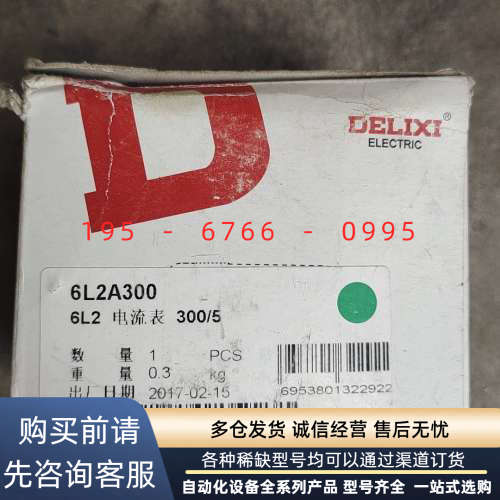 DELIXI®
ELECTRIC
195 - 6766 - 0995
6L2A300
6L2 电流表 300/5
数 量 1 PCS
重 量 0.3 kg
出厂日期 2017-02-15
6953801322922
购买前请
先咨询客服
多仓发货 诚信经营 售后无忧
各种稀缺型号均可以通过渠道订货
自动化设备全系列产品 型号齐全 一站式选购